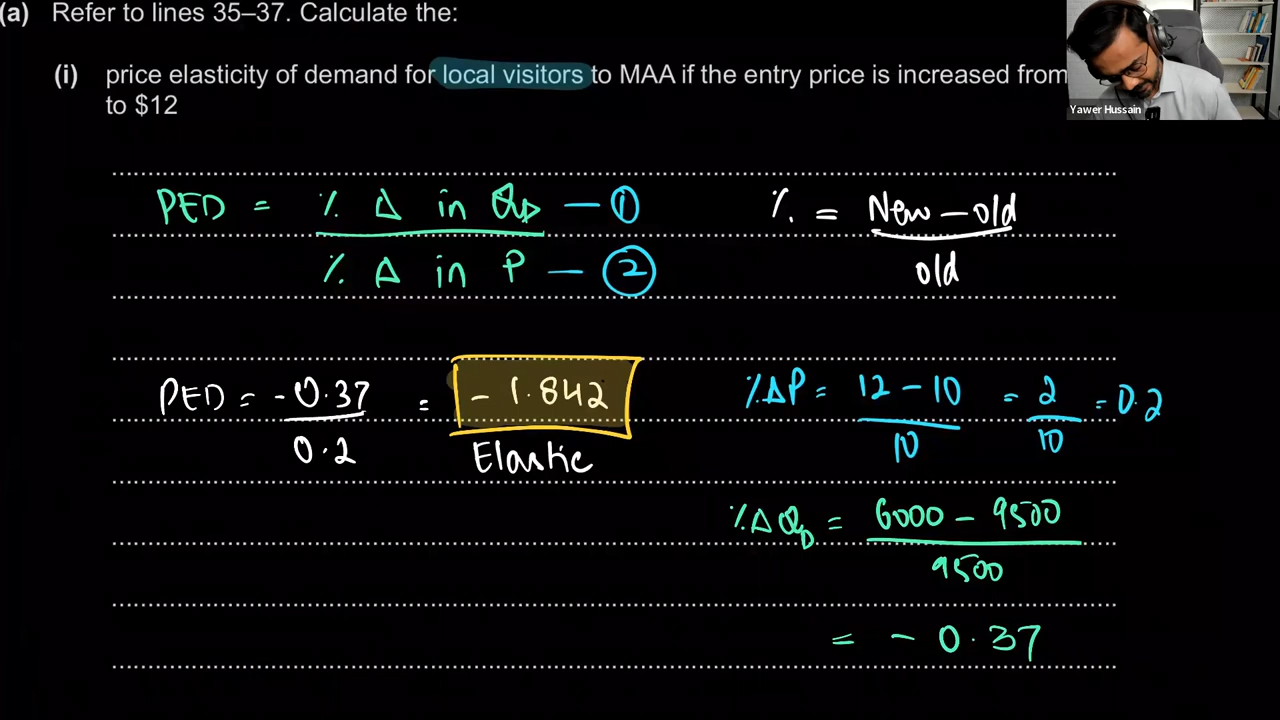 (a) Refer to lines 35–37. Calculate the:
(i) price elasticity of demand for local visitors to MAA if the entry price is increased from
to $12
Yawer Hussain
PED = % Δ in QD — ①
% Δ in P — ②
% = New — old
old
PED = -0.37 = - 1.842
0.2
Elastic
%ΔP = 12 - 10 = 2 = 0.2
10 10
%ΔQD = 6000 - 9500
9500
= - 0.37